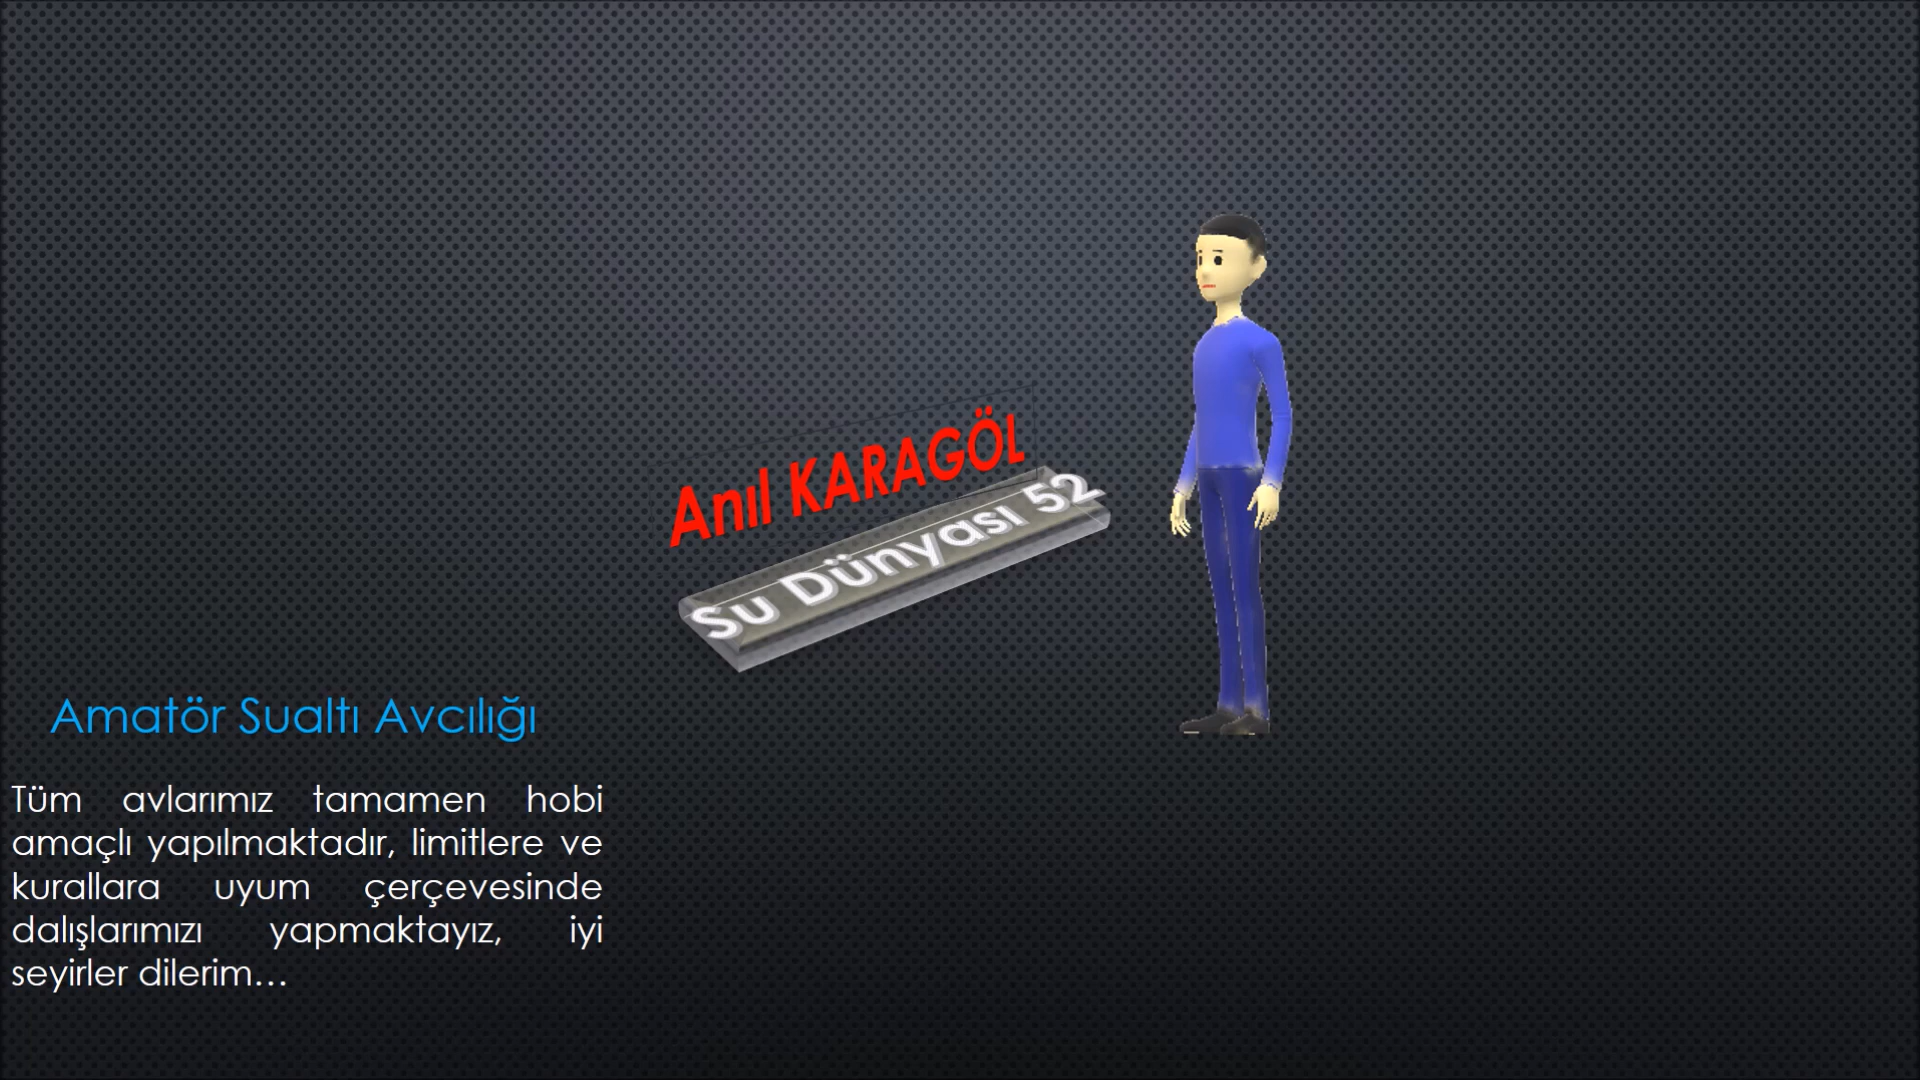 Anıl KARAGÖL
Su Dünyası 52
Amatör Sualtı Avcılığı
Tüm avlarımız tamamen hobi
amaçlı yapılmaktadır, limitlere ve
kurallara uyum çerçevesinde
dalışlarımızı yapmaktayız, iyi
seyirler dilerim...